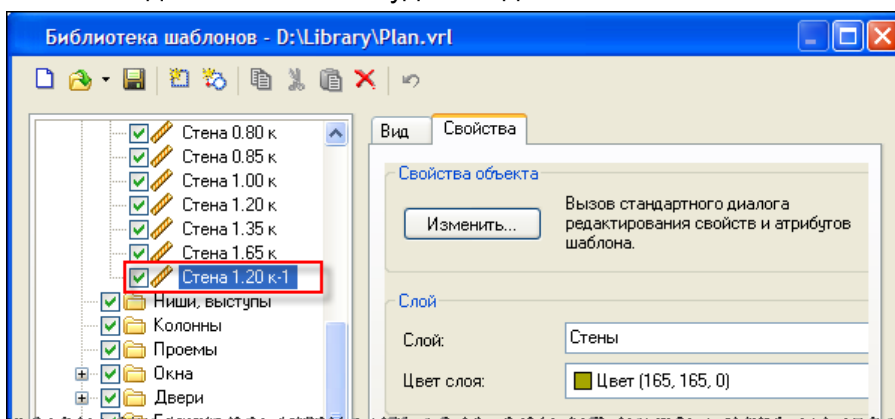 Библиотека шаблонов - D:\Library\Plan.vrl
Стена 0.80 к
Стена 0.85 к
Стена 1.00 к
Стена 1.20 к
Стена 1.35 к
Стена 1.65 к
Стена 1.20 к-1
Ниши, выступы
Колонны
Проемы
Окна
Двери
Вид
Свойства
Свойства объекта
Изменить...
Вызов стандартного диалога
редактирования свойств и атрибутов
шаблона.
Слой
Слой:
Стены
Цвет слоя:
Цвет (165, 165, 0)